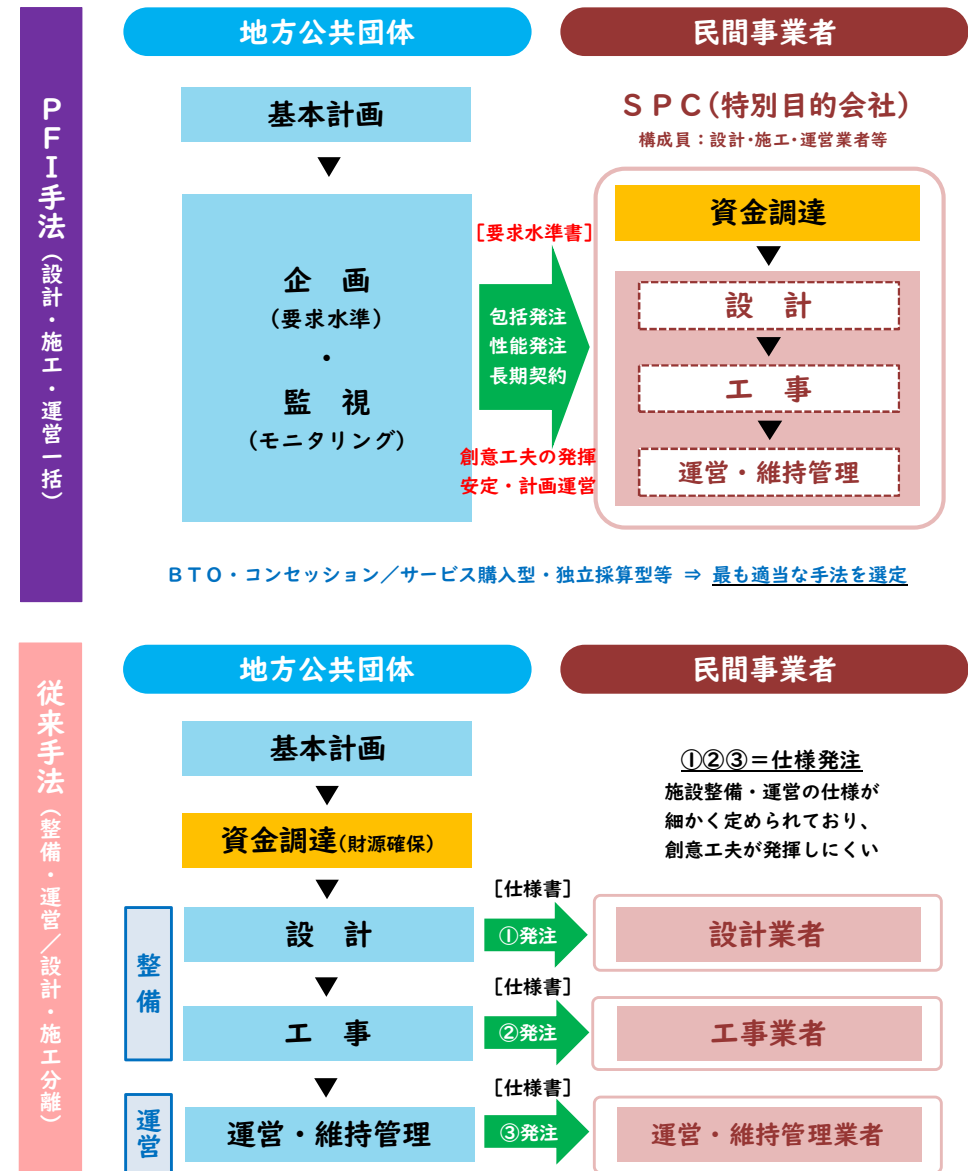 PFI手法（設計・施工・運営一括）
地方公共団体
民間事業者
基本計画
▼
企　画
（要求水準）
・
監　視
（モニタリング）
［要求水準書］
包括発注
性能発注
長期契約
創意工夫の発揮
安定・計画運営
ＳＰＣ（特別目的会社）
構成員：設計・施工・運営業者等
資金調達
▼
設　計
▼
工　事
▼
運営・維持管理
ＢＴＯ・コンセッション／サービス購入型・独立採算型等 ⇒ 最も適当な手法を選定
従来手法（整備・運営／設計・施工分離）
地方公共団体
民間事業者
基本計画
▼
資金調達（財源確保）
▼
①②③＝仕様発注
施設整備・運営の仕様が
細かく定められており、
創意工夫が発揮しにくい
整備
設　計
［仕様書］
①発注
設計業者
▼
工　事
［仕様書］
②発注
工事業者
▼
運営
運営・維持管理
［仕様書］
③発注
運営・維持管理業者